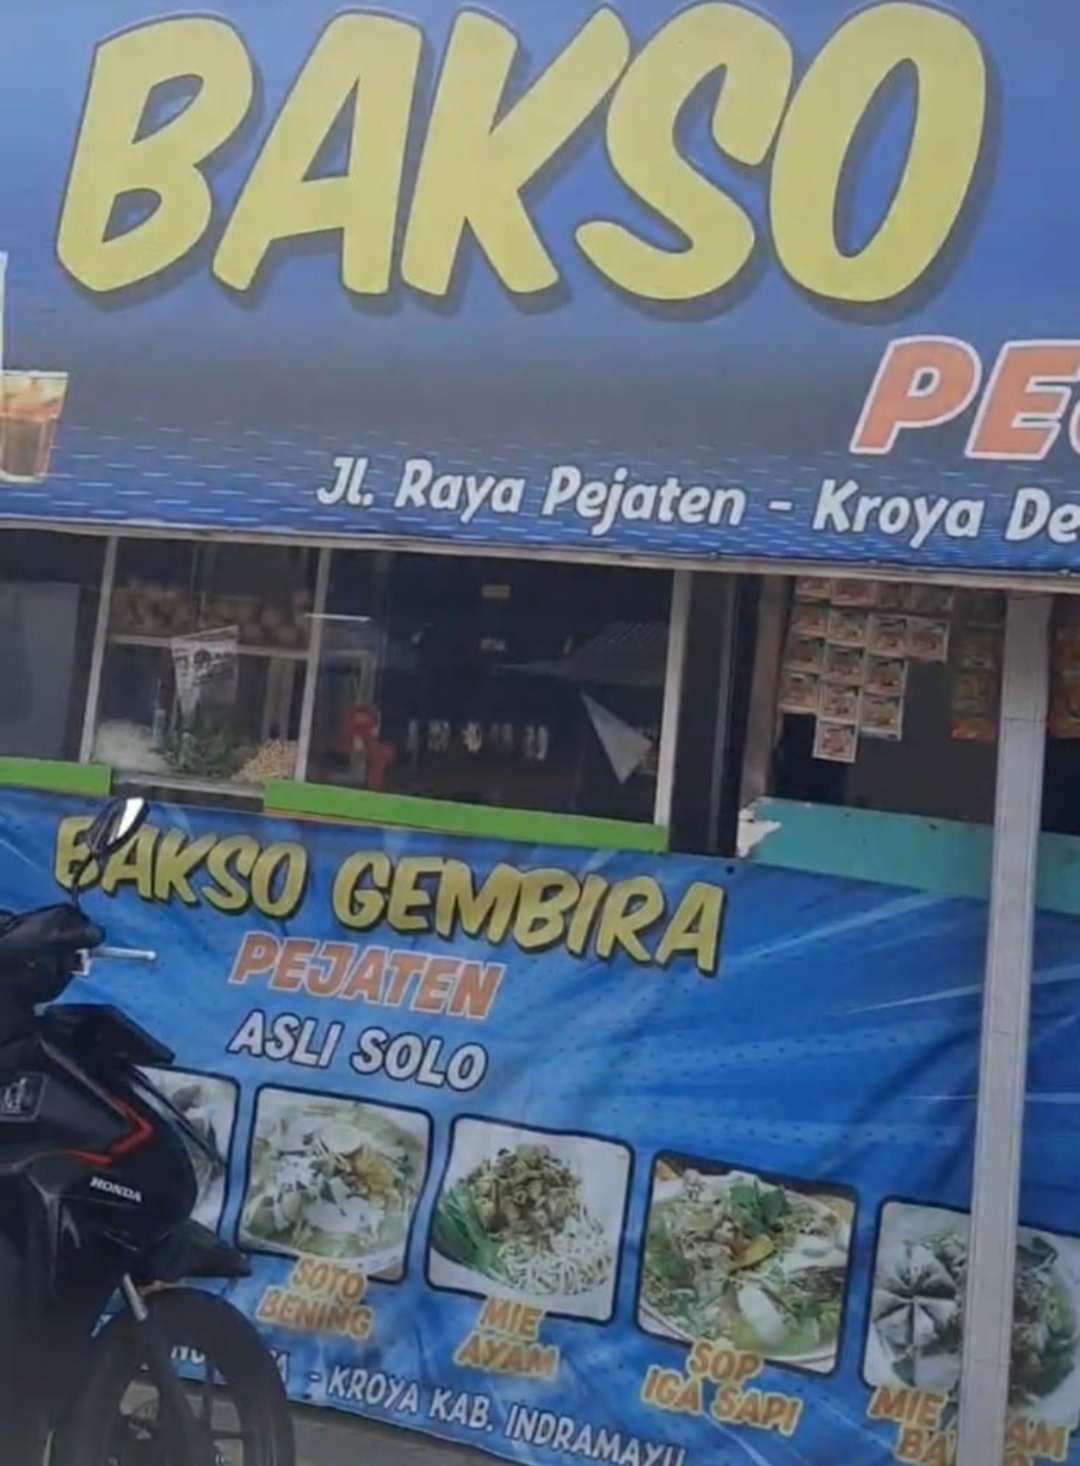 BAKSO
PE
Jl. Raya Pejaten - Kroya De
BAKSO GEMBIRA
PEJATEN
ASLI SOLO
HONDA
SOTO
BENING
MIE
AYAM
SOP
IGA SAPI
MIE
- KROYA KAB. INDRAMAYU